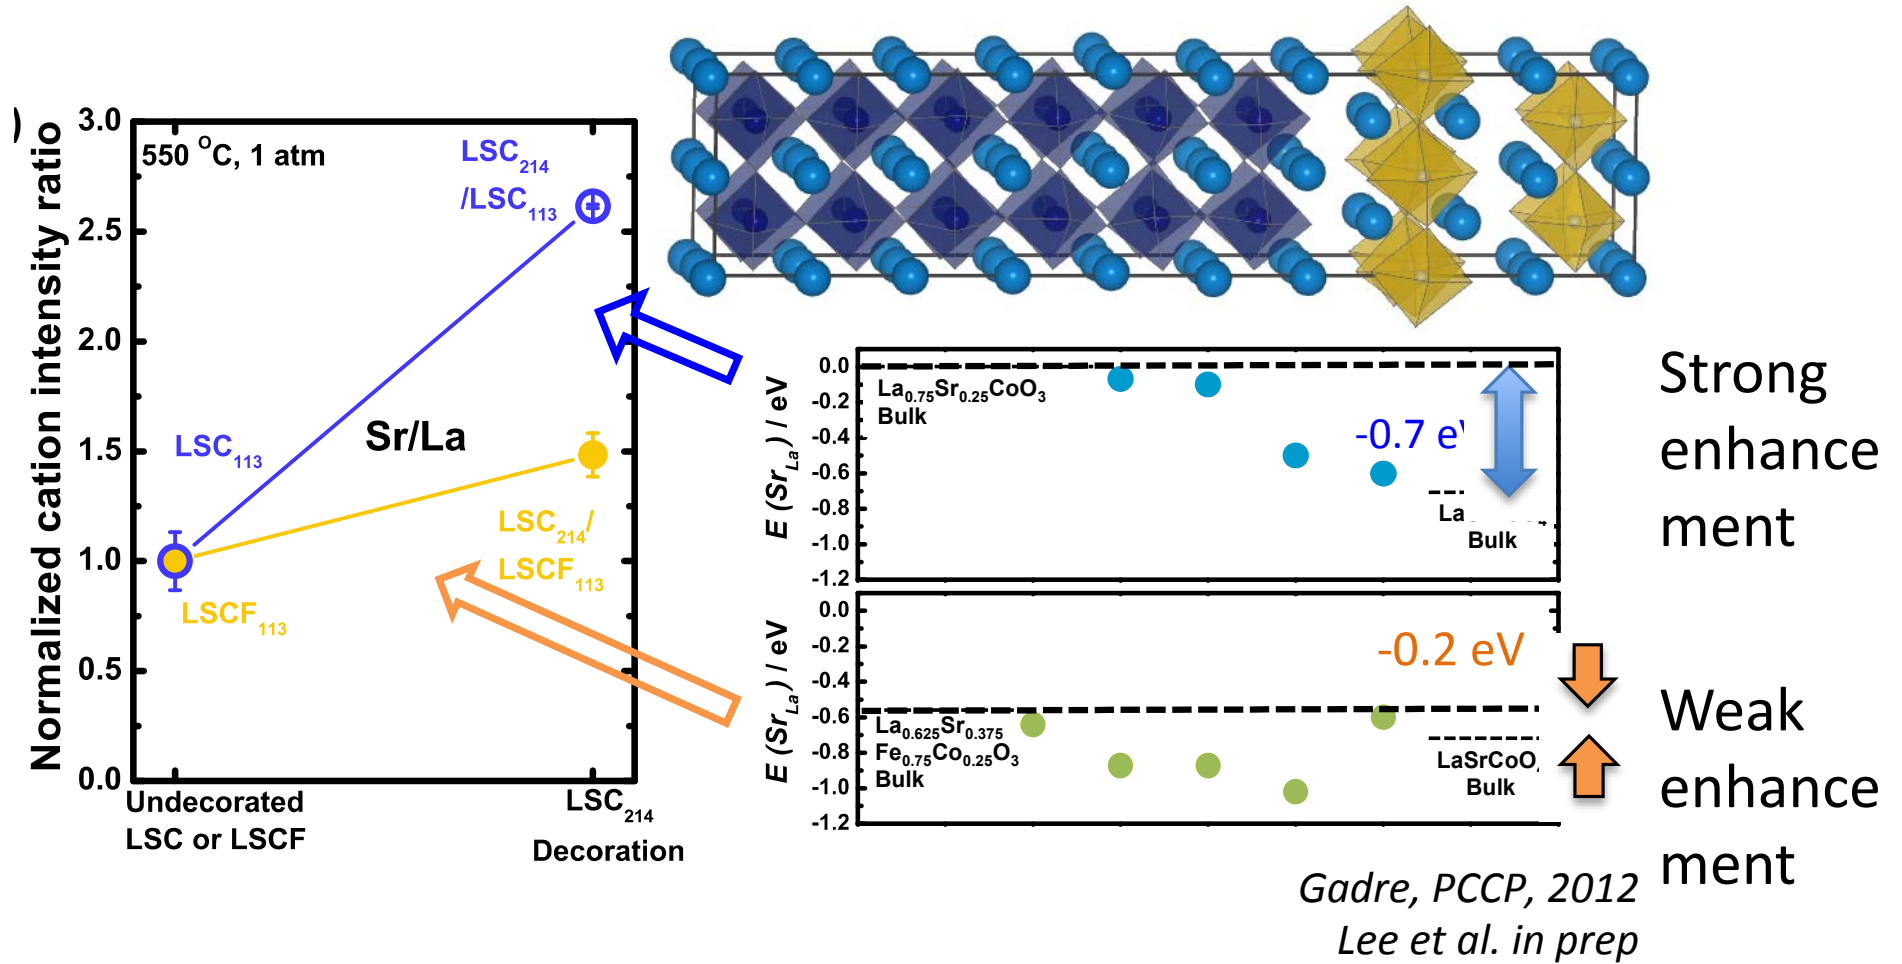 )
Normalized cation intensity ratio
3.0
2.5
2.0
1.5
1.0
0.5
0.0
550 °C, 1 atm
LSC214
/LSC113
LSC113
Sr/La
LSC214/
LSCF113
LSCF113
Undecorated
LSC or LSCF
LSC214
Decoration
E (SrLa) / eV
0.0
-0.2
-0.4
-0.6
-0.8
-1.0
-1.2
La0.75Sr0.25CoO3
Bulk
-0.7 e
La
Bulk
Strong
enhance
ment
E (SrLa) / eV
0.0
-0.2
-0.4
-0.6
-0.8
-1.0
-1.2
-0.2 eV
La0.625Sr0.375
Fe0.75Co0.25O3
Bulk
LaSrCoO
Bulk
Weak
enhance
ment
Gadre, PCCP, 2012
Lee et al. in prep